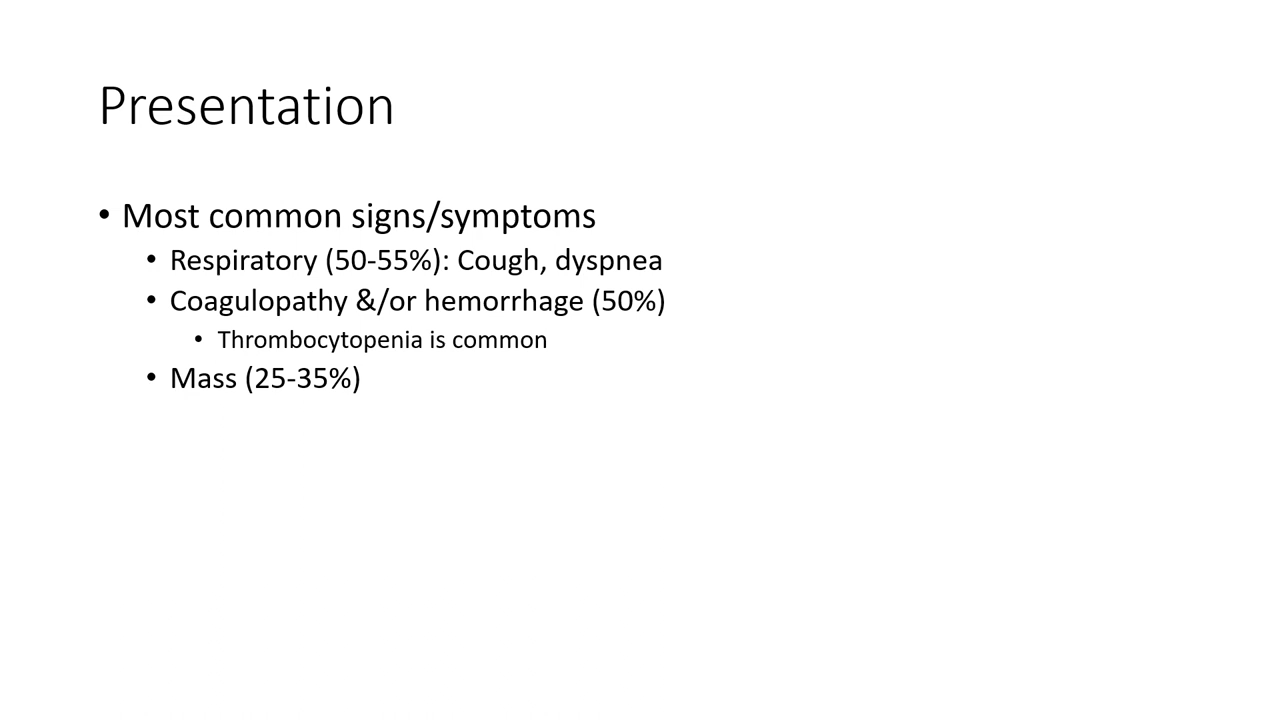 Presentation
• Most common signs/symptoms
• Respiratory (50-55%): Cough, dyspnea
• Coagulopathy &/or hemorrhage (50%)
• Thrombocytopenia is common
• Mass (25-35%)